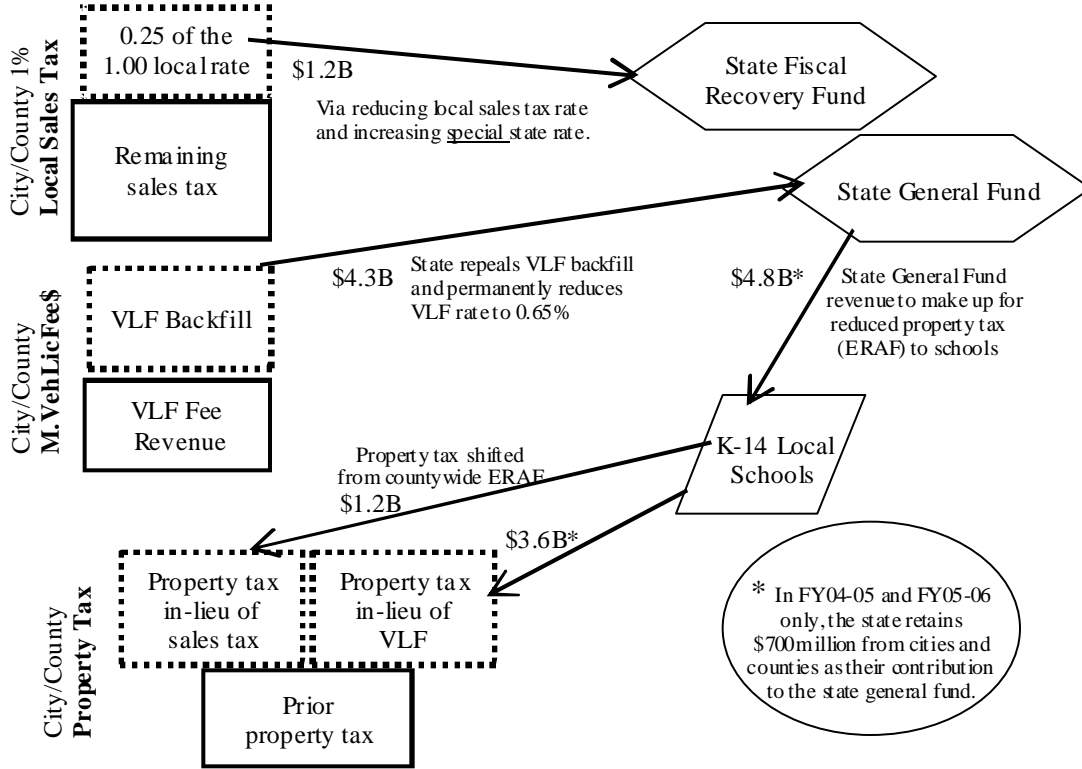 City/County 1%
Local Sales Tax
0.25 of the
1.00 local rate
$1.2B
State Fiscal
Recovery Fund
Via reducing local sales tax rate
and increasing special state rate.
Remaining
sales tax
State General Fund
City/County
M.VehLicFee$
VLF Backfill
$4.3B
State repeals VLF backfill
and permanently reduces
VLF rate to 0.65%
$4.8B*
State General Fund
revenue to make up for
reduced property tax
(ERAF) to schools
VLF Fee
Revenue
K-14 Local
Schools
Property tax shifted
from countywide ERAF
$1.2B
$3.6B*
City/County
Property Tax
Property tax
in-lieu of
sales tax
Property tax
in-lieu of
VLF
Prior
property tax
* In FY04-05 and FY05-06
only, the state retains
$700million from cities and
counties as their contribution
to the state general fund.